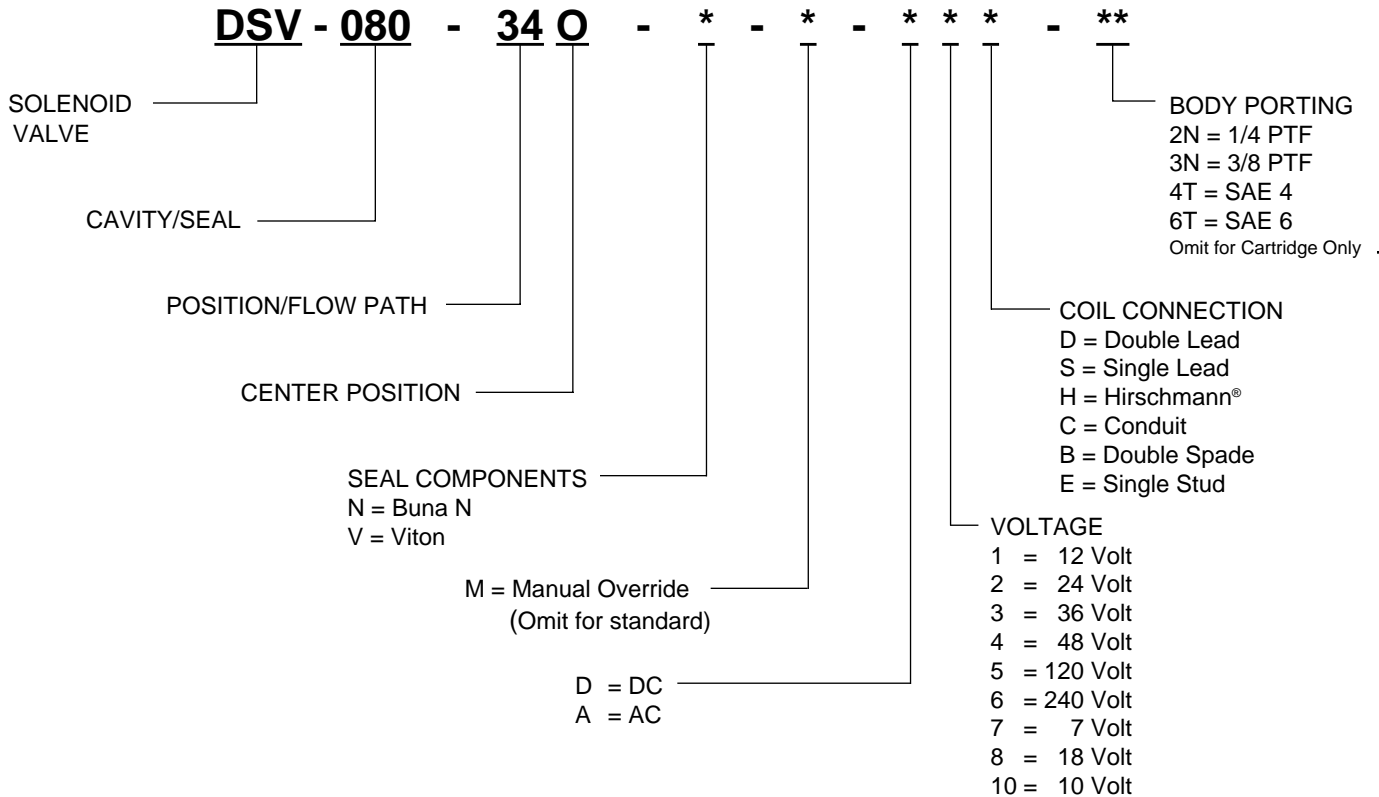 DSV - 080 - 34 O - * - * - * * * - **
SOLENOID
VALVE
CAVITY/SEAL
POSITION/FLOW PATH
CENTER POSITION
SEAL COMPONENTS
N = Buna N
V = Viton
M = Manual Override
(Omit for standard)
D = DC
A = AC
VOLTAGE
1 = 12 Volt
2 = 24 Volt
3 = 36 Volt
4 = 48 Volt
5 = 120 Volt
6 = 240 Volt
7 = 7 Volt
8 = 18 Volt
10 = 10 Volt
COIL CONNECTION
D = Double Lead
S = Single Lead
H = Hirschmann®
C = Conduit
B = Double Spade
E = Single Stud
BODY PORTING
2N = 1/4 PTF
3N = 3/8 PTF
4T = SAE 4
6T = SAE 6
Omit for Cartridge Only .